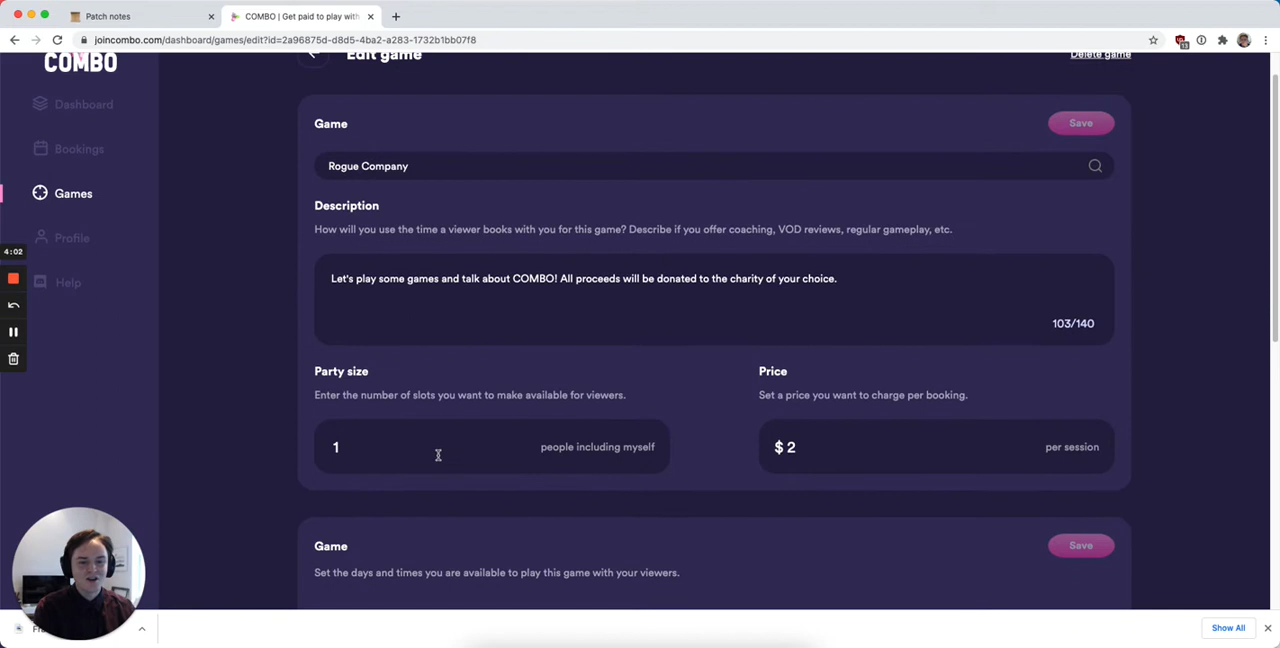 Patch notes
COMBO | Get paid to play with
joincombo.com/dashboard/games/edit?id=2a96875d-d8d5-4ba2-a283-1732b1bb07f8
COMBO
Edit game
Delete game
Dashboard
Bookings
Games
Profile
Help
4:02
Game
Save
Rogue Company
Description
How will you use the time a viewer books with you for this game? Describe if you offer coaching, VOD reviews, regular gameplay, etc.
Let's play some games and talk about COMBO! All proceeds will be donated to the charity of your choice.
103/140
Party size
Price
Enter the number of slots you want to make available for viewers.
Set a price you want to charge per booking.
1
people including myself
$ 2
per session
Game
Save
Set the days and times you are available to play this game with your viewers.
Show All